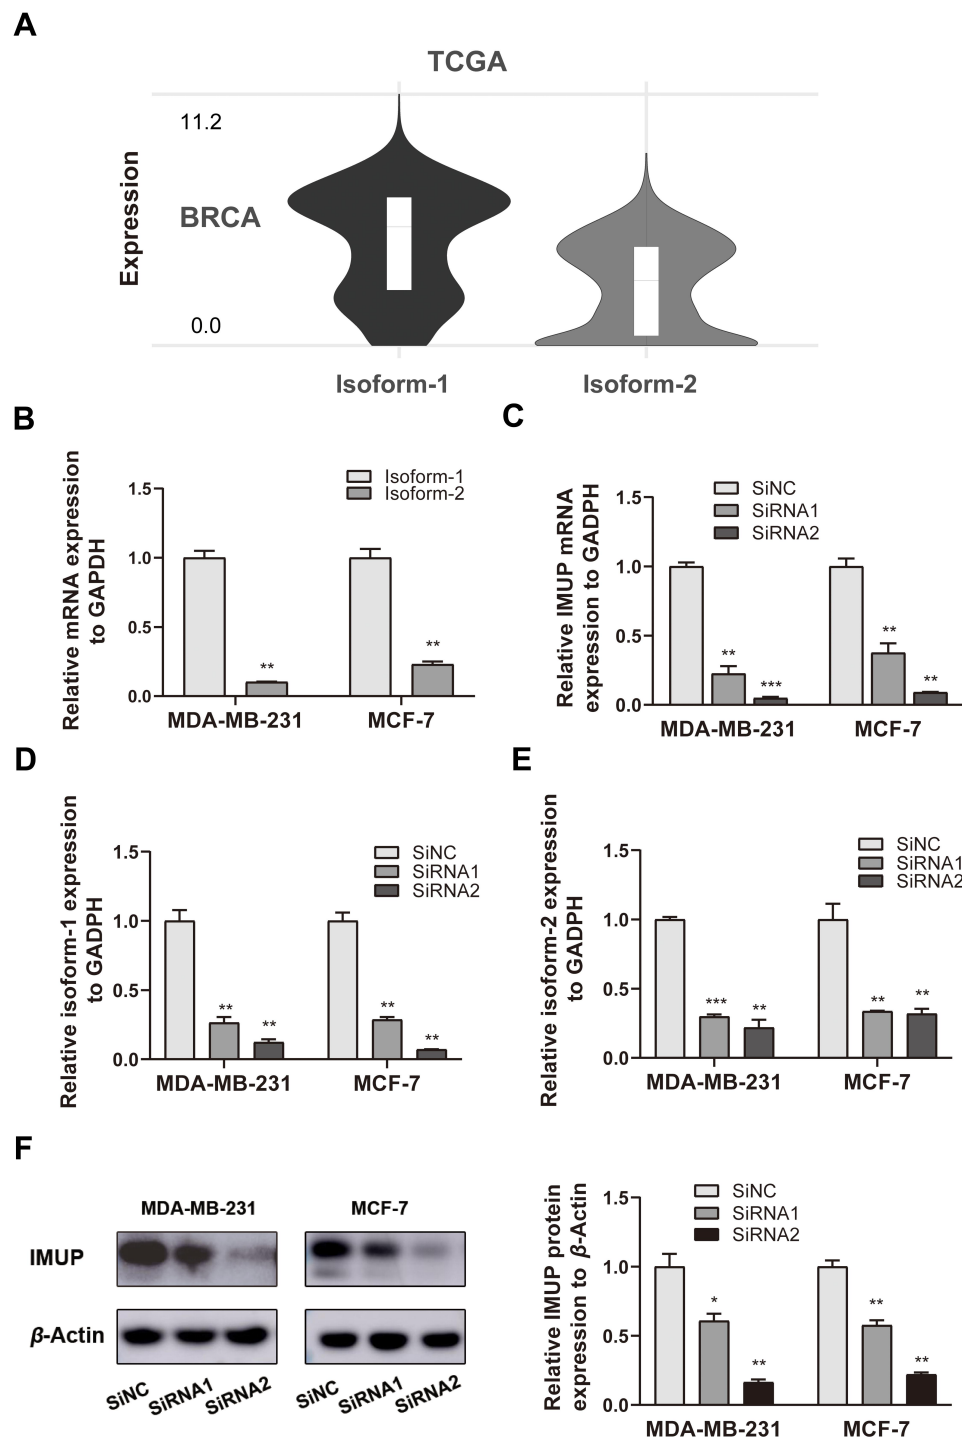 A
TCGA
11.2
Expression
BRCA
0.0
Isoform-1
Isoform-2
B
Relative mRNA expression
to GAPDH
1.5
1.0
0.5
0.0
Isoform-1
Isoform-2
**
**
MDA-MB-231
MCF-7
C
Relative IMUP mRNA
expression to GADPH
1.5
1.0
0.5
0.0
SiNC
SiRNA1
SiRNA2
**
***
**
**
MDA-MB-231
MCF-7
D
Relative isoform-1 expression
to GADPH
1.5
1.0
0.5
0.0
SiNC
SiRNA1
SiRNA2
**
**
**
**
MDA-MB-231
MCF-7
E
Relative isoform-2 expression
to GADPH
1.5
1.0
0.5
0.0
SiNC
SiRNA1
SiRNA2
***
**
**
**
MDA-MB-231
MCF-7
F
MDA-MB-231
MCF-7
IMUP
β-Actin
SiNC
SiRNA1
SiRNA2
SiNC
SiRNA1
SiRNA2
Relative IMUP protein
expression to β-Actin
1.5
1.0
0.5
0.0
SiNC
SiRNA1
SiRNA2
*
**
**
**
MDA-MB-231
MCF-7